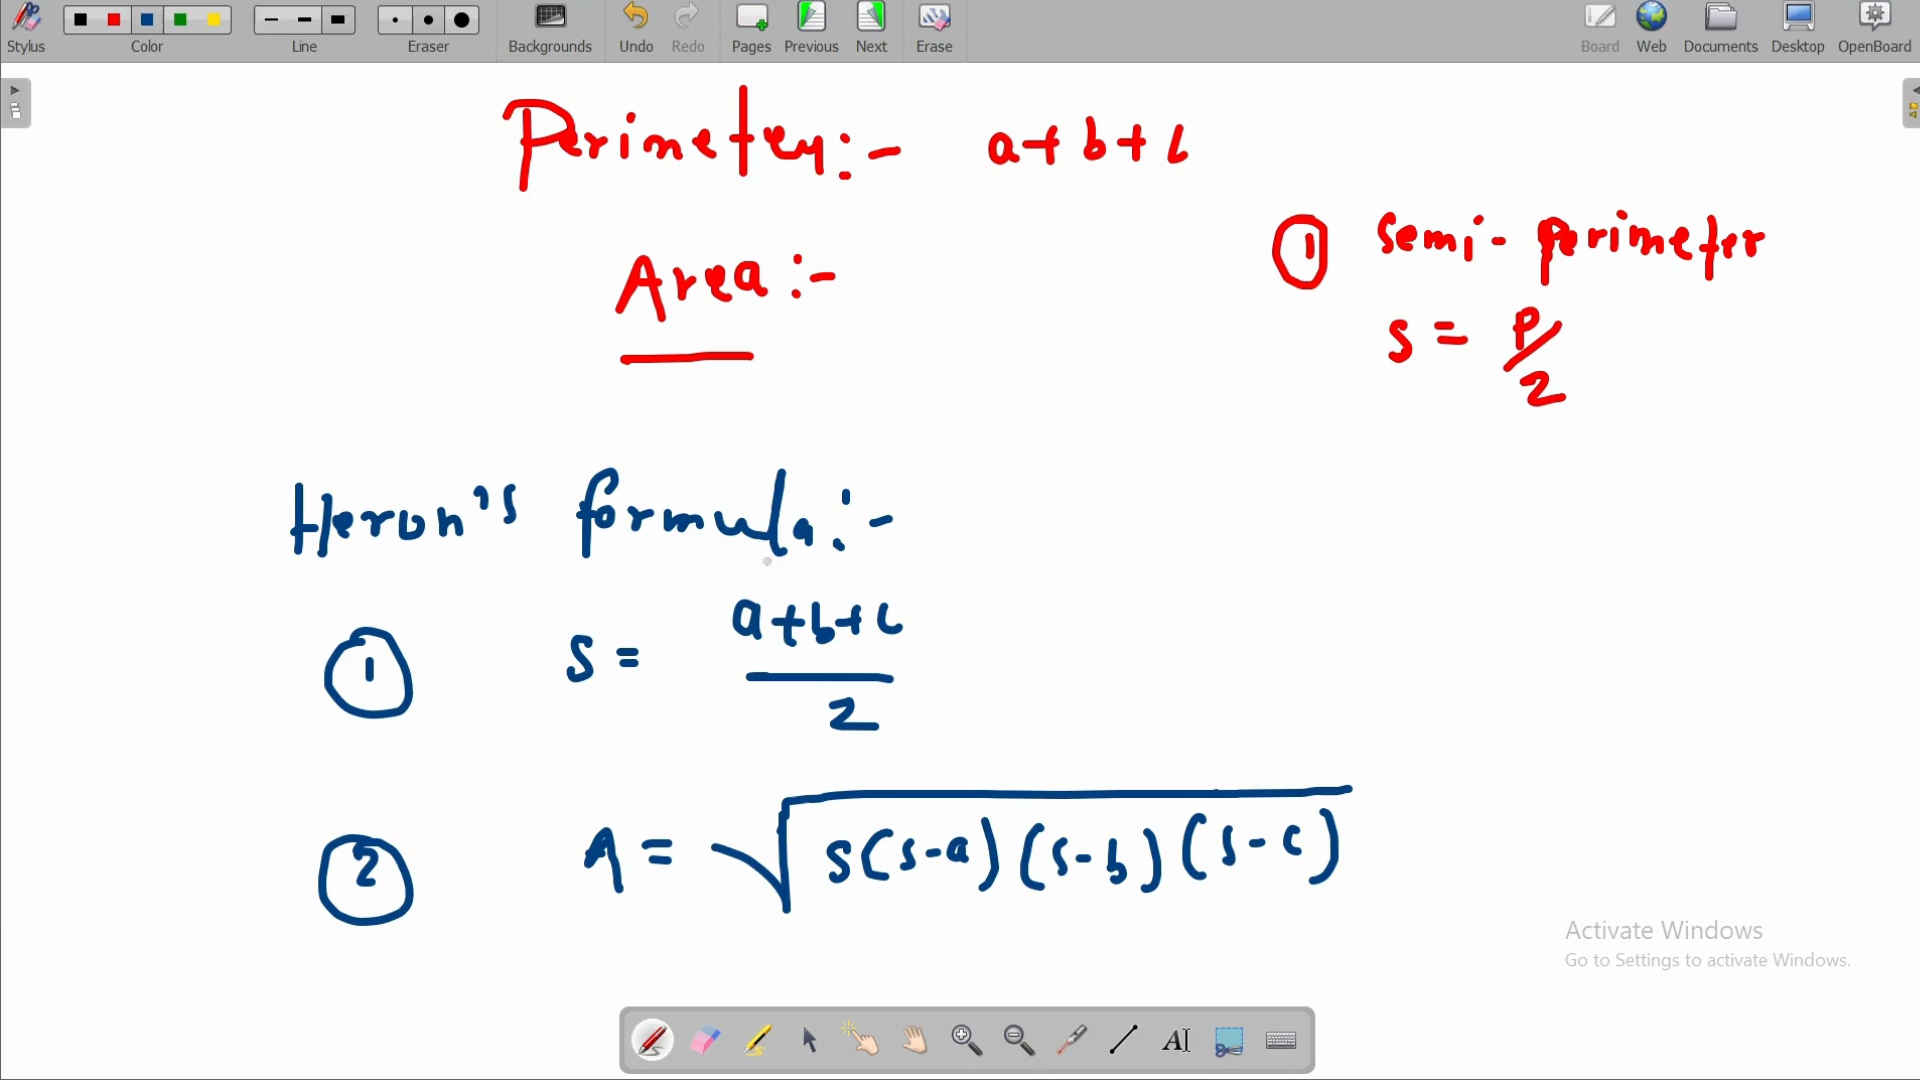 Stylus Color Line Eraser Backgrounds Undo Redo Pages Previous Next Erase Board Web Documents Desktop OpenBoard
Perimeter:- a+b+c
Area:-
① Semi-perimeter
s = P/2
Heron's formula:-
① S = a+b+c / 2
② A = √s(s-a)(s-b)(s-c)
Activate Windows
Go to Settings to activate Windows.
AI